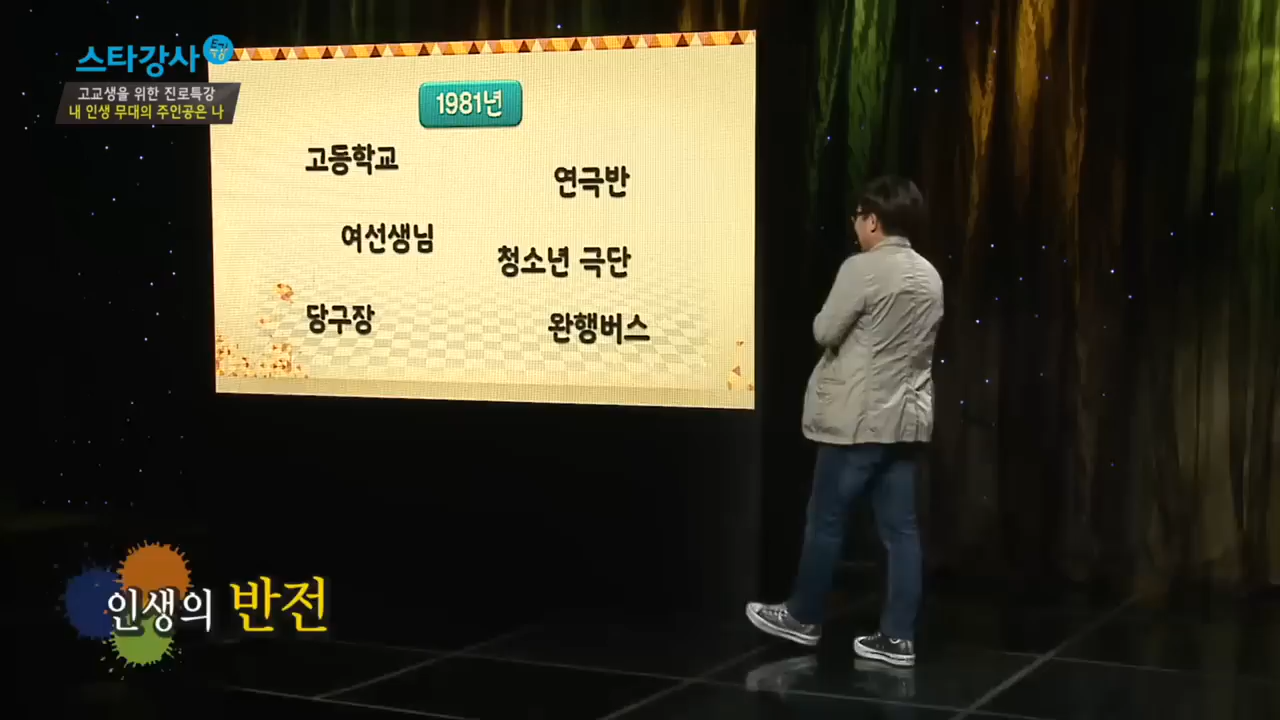 스타강사
특강
고교생을 위한 진로특강
내 인생 무대의 주인공은 나
1981년
고등학교
연극반
여선생님
청소년 극단
당구장
완행버스
인생의 반전